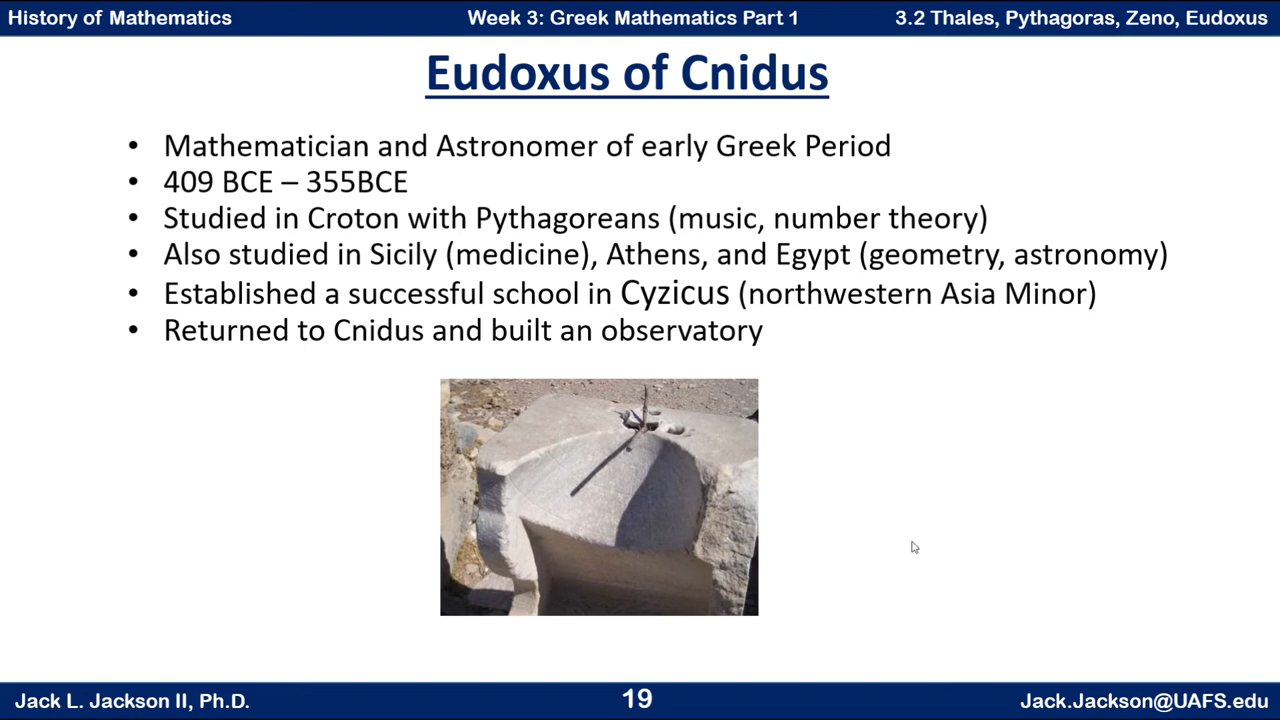 History of Mathematics
Week 3: Greek Mathematics Part 1
3.2 Thales, Pythagoras, Zeno, Eudoxus
Eudoxus of Cnidus
• Mathematician and Astronomer of early Greek Period
• 409 BCE – 355BCE
• Studied in Croton with Pythagoreans (music, number theory)
• Also studied in Sicily (medicine), Athens, and Egypt (geometry, astronomy)
• Established a successful school in Cyzicus (northwestern Asia Minor)
• Returned to Cnidus and built an observatory
Jack L. Jackson II, Ph.D.
19
Jack.Jackson@UAFS.edu